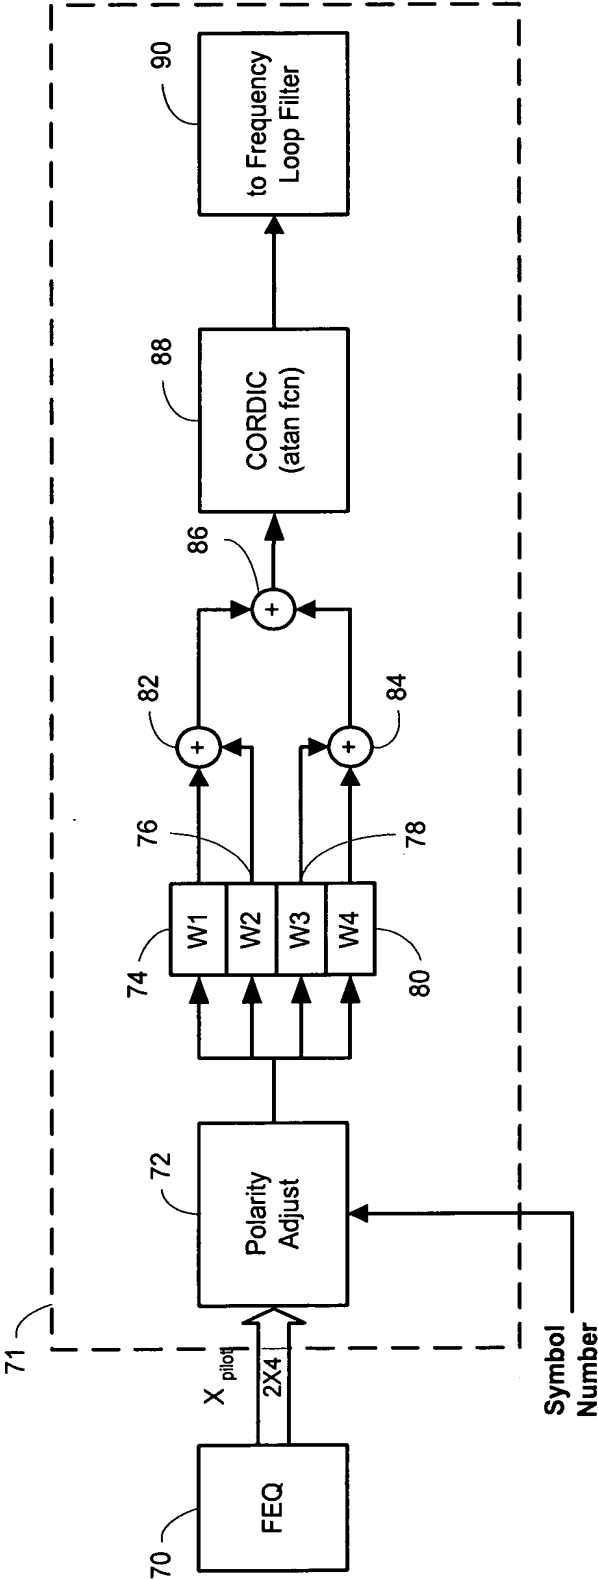 71
70
FEQ
X pilot
2X4
Symbol
Number
72
Polarity
Adjust
74
W1
W2
W3
W4
80
76
78
82
+
84
+
86
+
88
CORDIC
(atan fcn)
90
to Frequency
Loop Filter